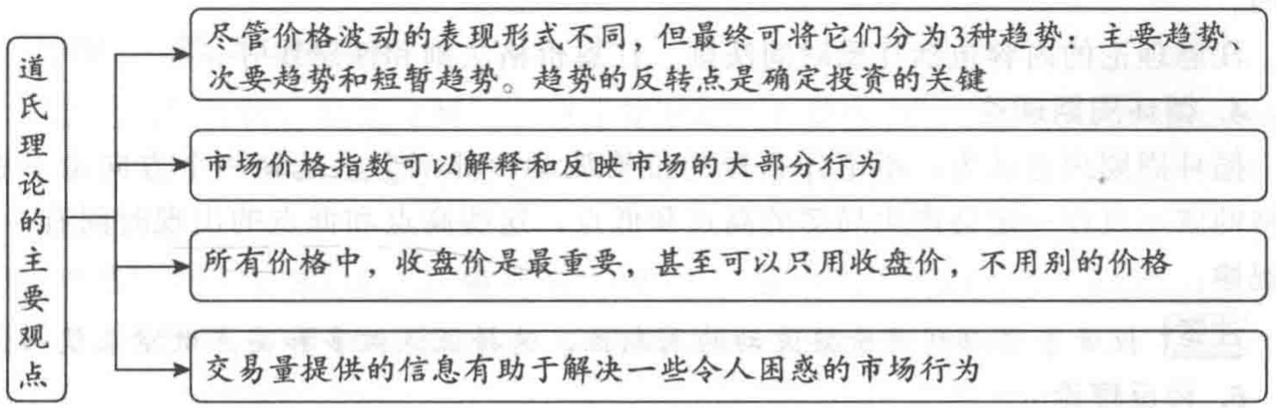 道氏理论的主要观点
尽管价格波动的表现形式不同，但最终可将它们分为3种趋势：主要趋势、
次要趋势和短暂趋势。趋势的反转点是确定投资的关键
市场价格指数可以解释和反映市场的大部分行为
所有价格中，收盘价是最重要，甚至可以只用收盘价，不用别的价格
交易量提供的信息有助于解决一些令人困惑的市场行为